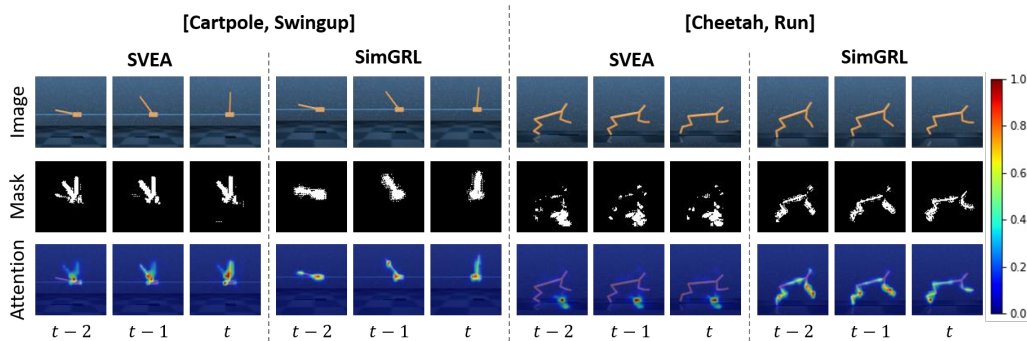 [Cartpole, Swingup] [Cheetah, Run]
SVEA SimGRL SVEA SimGRL
Image
Mask
Attention
t − 2 t − 1 t t − 2 t − 1 t t − 2 t − 1 t t − 2 t − 1 t
1.0
0.8
0.6
0.4
0.2
0.0